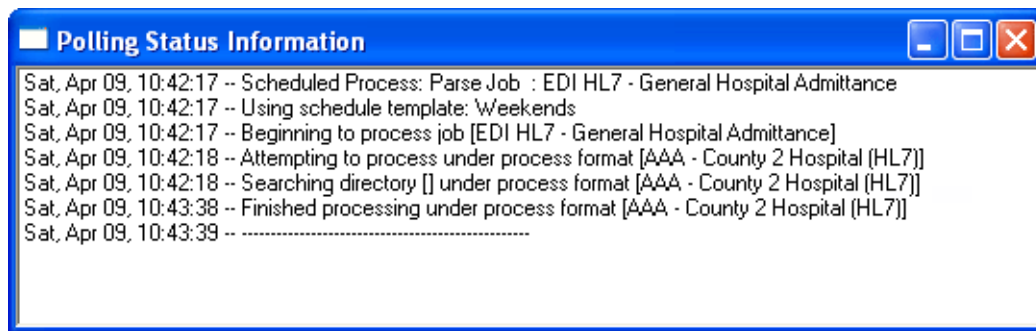 Polling Status Information
Sat, Apr 09, 10:42:17 -- Scheduled Process: Parse Job  : EDI HL7 - General Hospital Admittance
Sat, Apr 09, 10:42:17 -- Using schedule template: Weekends
Sat, Apr 09, 10:42:17 -- Beginning to process job [EDI HL7 - General Hospital Admittance]
Sat, Apr 09, 10:42:18 -- Attempting to process under process format [AAA - County 2 Hospital (HL7)]
Sat, Apr 09, 10:42:18 -- Searching directory [] under process format [AAA - County 2 Hospital (HL7)]
Sat, Apr 09, 10:43:38 -- Finished processing under process format [AAA - County 2 Hospital (HL7)]
Sat, Apr 09, 10:43:39 -- --------------------------------------------------